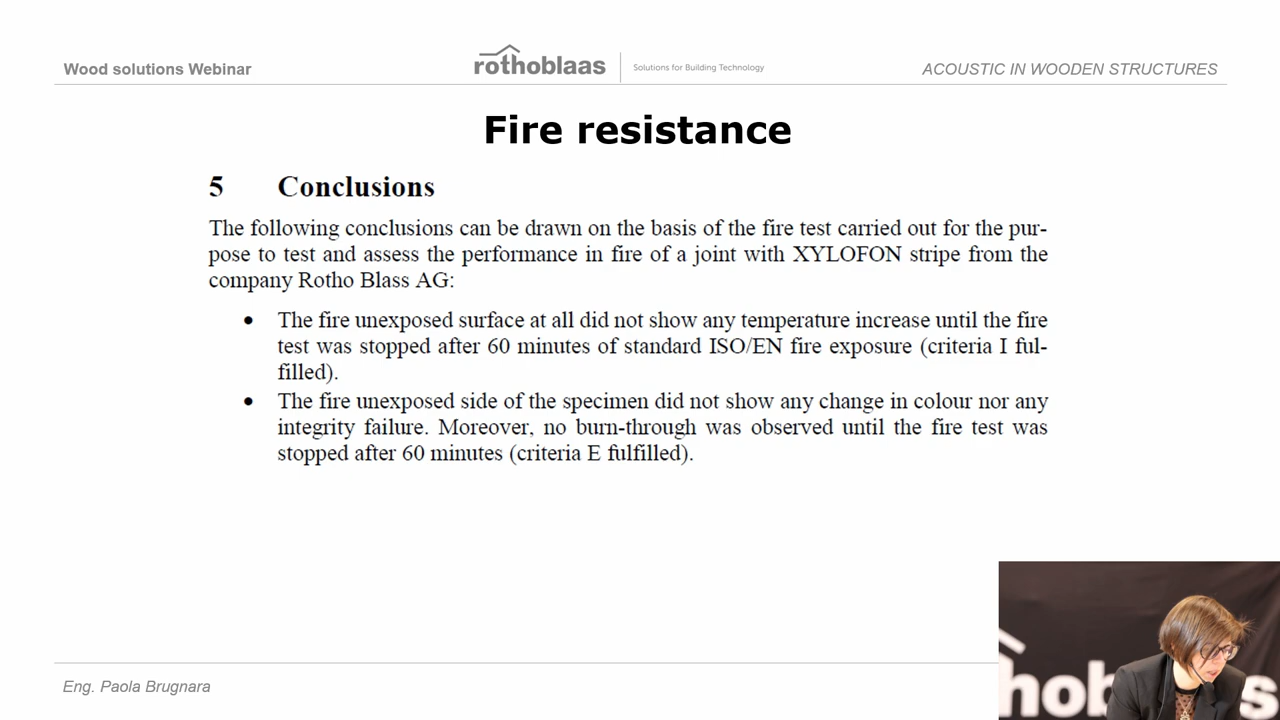 Wood solutions Webinar
rothoblaas
Solutions for Building Technology
ACOUSTIC IN WOODEN STRUCTURES
Fire resistance
5 Conclusions
The following conclusions can be drawn on the basis of the fire test carried out for the pur-
pose to test and assess the performance in fire of a joint with XYLOFON stripe from the
company Rotho Blass AG:
• The fire unexposed surface at all did not show any temperature increase until the fire
test was stopped after 60 minutes of standard ISO/EN fire exposure (criteria I ful-
filled).
• The fire unexposed side of the specimen did not show any change in colour nor any
integrity failure. Moreover, no burn-through was observed until the fire test was
stopped after 60 minutes (criteria E fulfilled).
Eng. Paola Brugnara